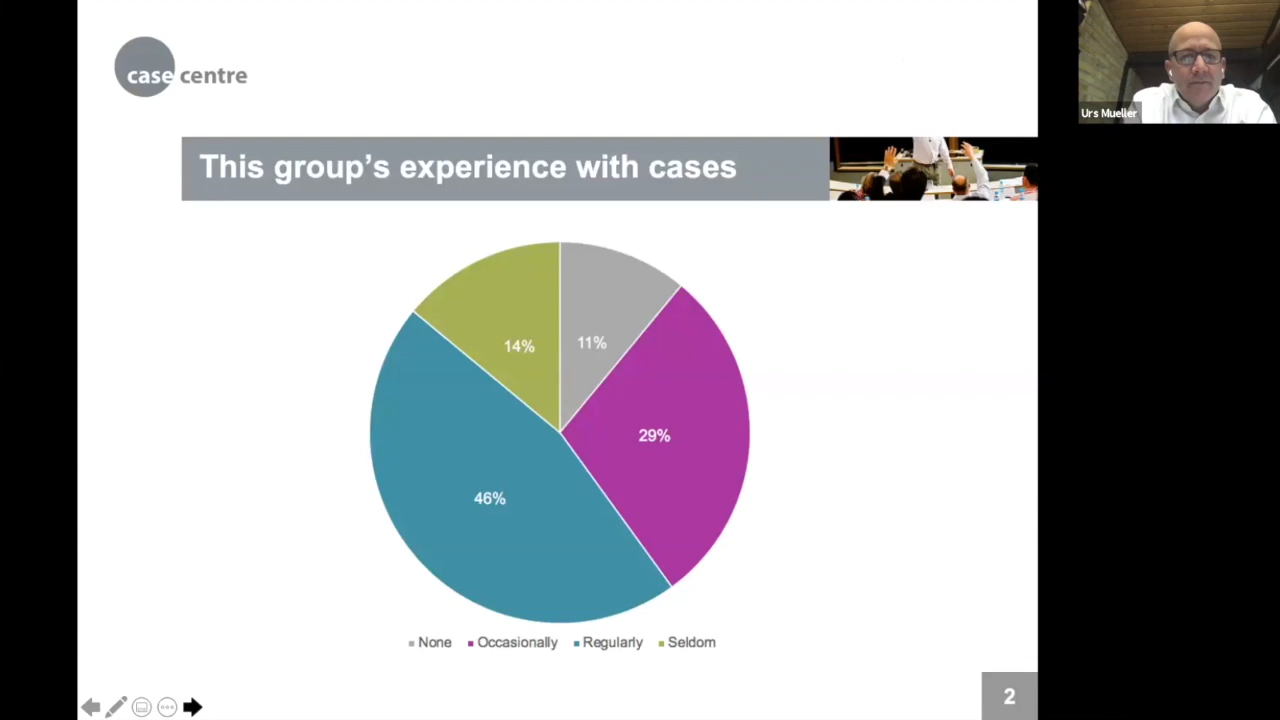 case centre
Urs Mueller
This group's experience with cases
14%
11%
29%
46%
None Occasionally Regularly Seldom
2